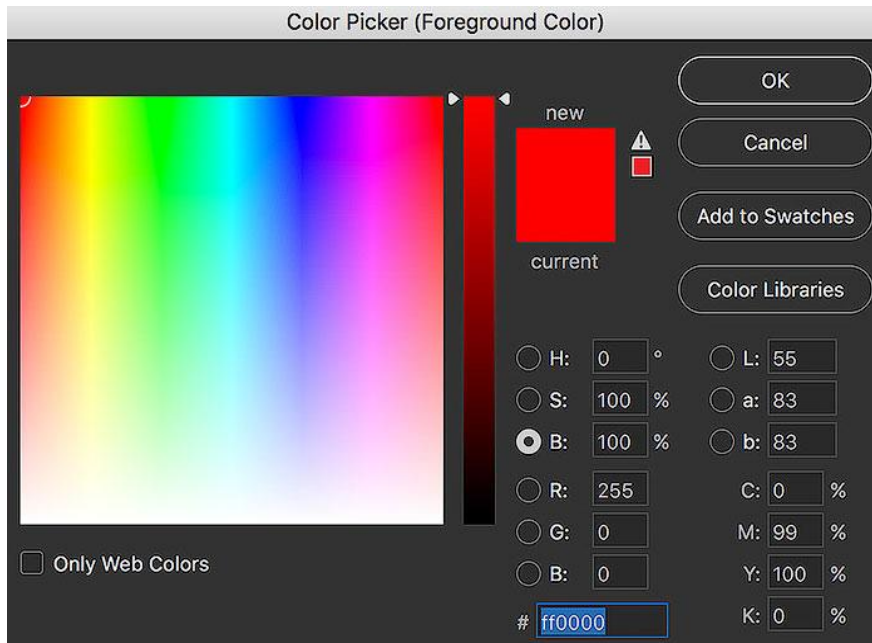 Color Picker (Foreground Color)
new
current
OK
Cancel
Add to Swatches
Color Libraries
H: 0 °
S: 100 %
B: 100 %
R: 255
G: 0
B: 0
# ff0000
L: 55
a: 83
b: 83
C: 0 %
M: 99 %
Y: 100 %
K: 0 %
Only Web Colors